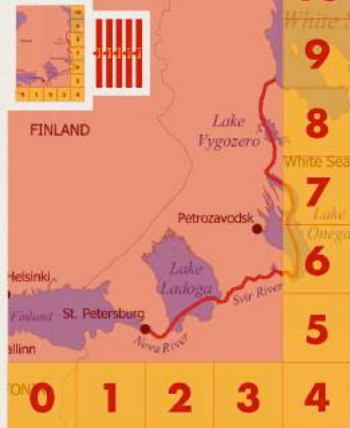 White S
9
FINLAND
Lake
Vygozero
8
White Sea
7
Petrozavodsk
Lake
Onega
6
Helsinki
Lake
Ladoga
Svir River
Finland
St. Petersburg
5
allinn
Neva River
0
1
2
3
4